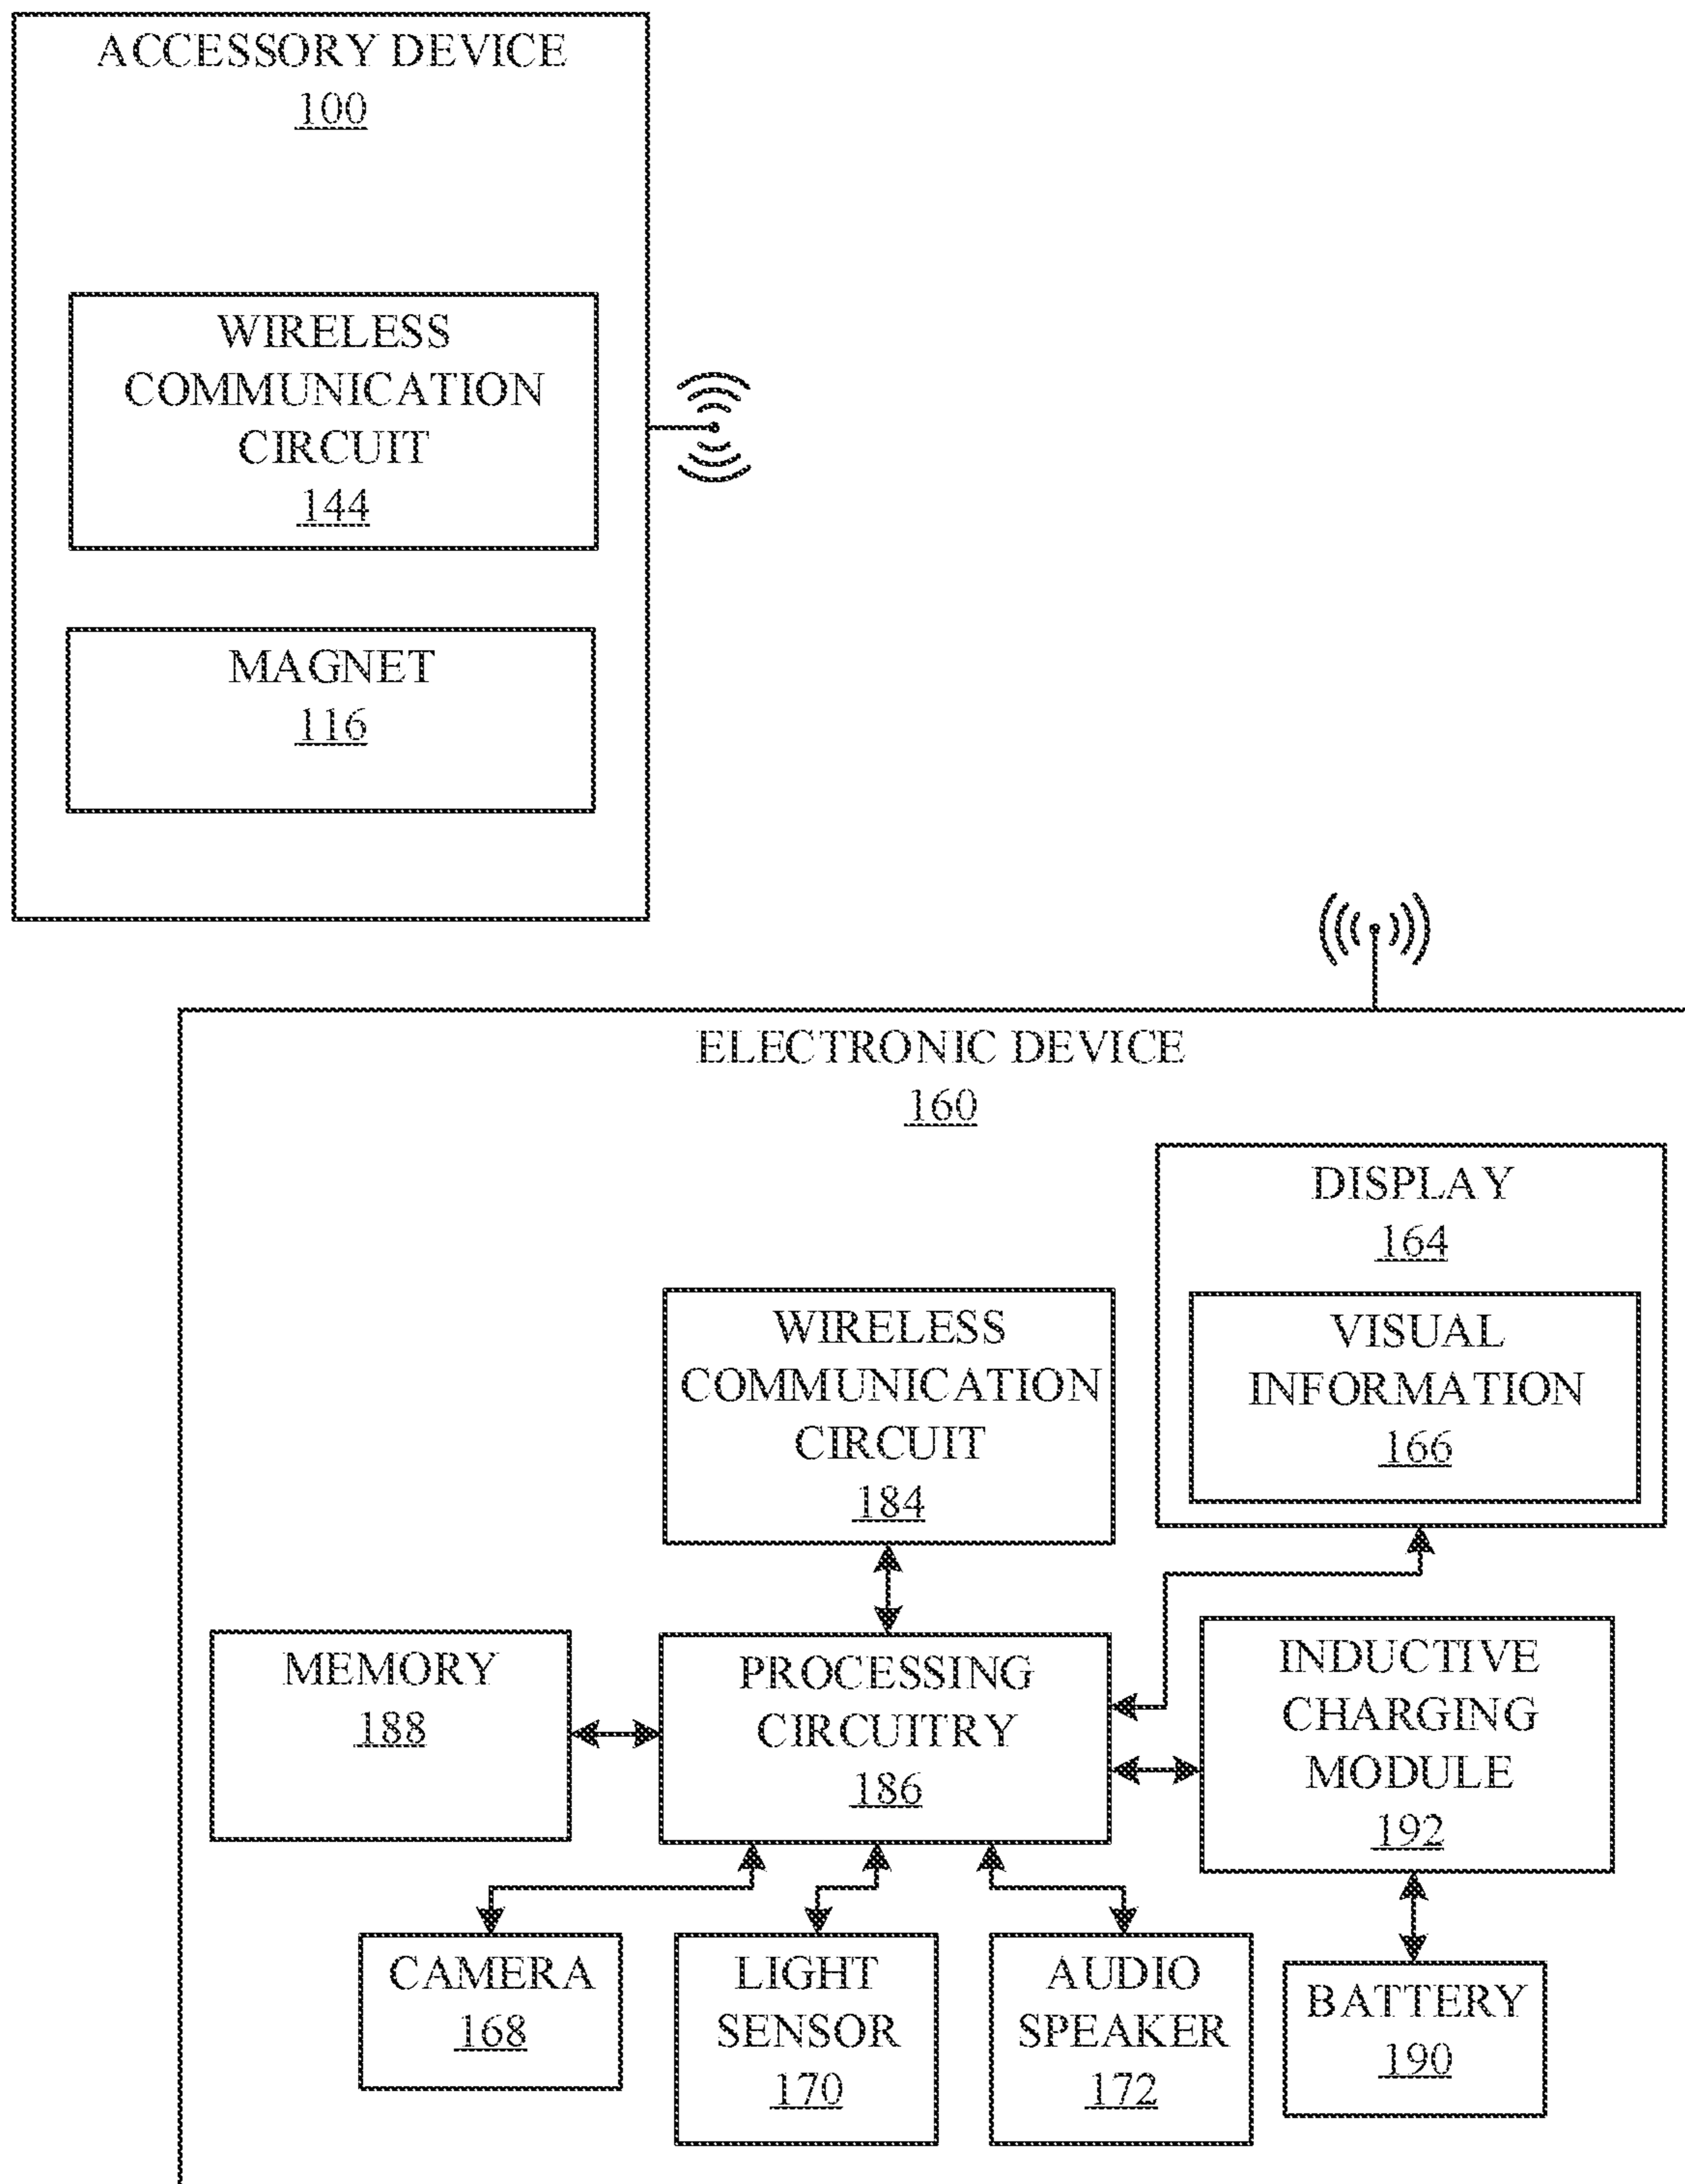 ACCESSORY DEVICE
100
WIRELESS
COMMUNICATION
CIRCUIT
144
MAGNET
116
ELECTRONIC DEVICE
160
DISPLAY
164
VISUAL
INFORMATION
166
WIRELESS
COMMUNICATION
CIRCUIT
184
MEMORY
188
PROCESSING
CIRCUITRY
186
INDUCTIVE
CHARGING
MODULE
192
CAMERA
168
LIGHT
SENSOR
170
AUDIO
SPEAKER
172
BATTERY
190